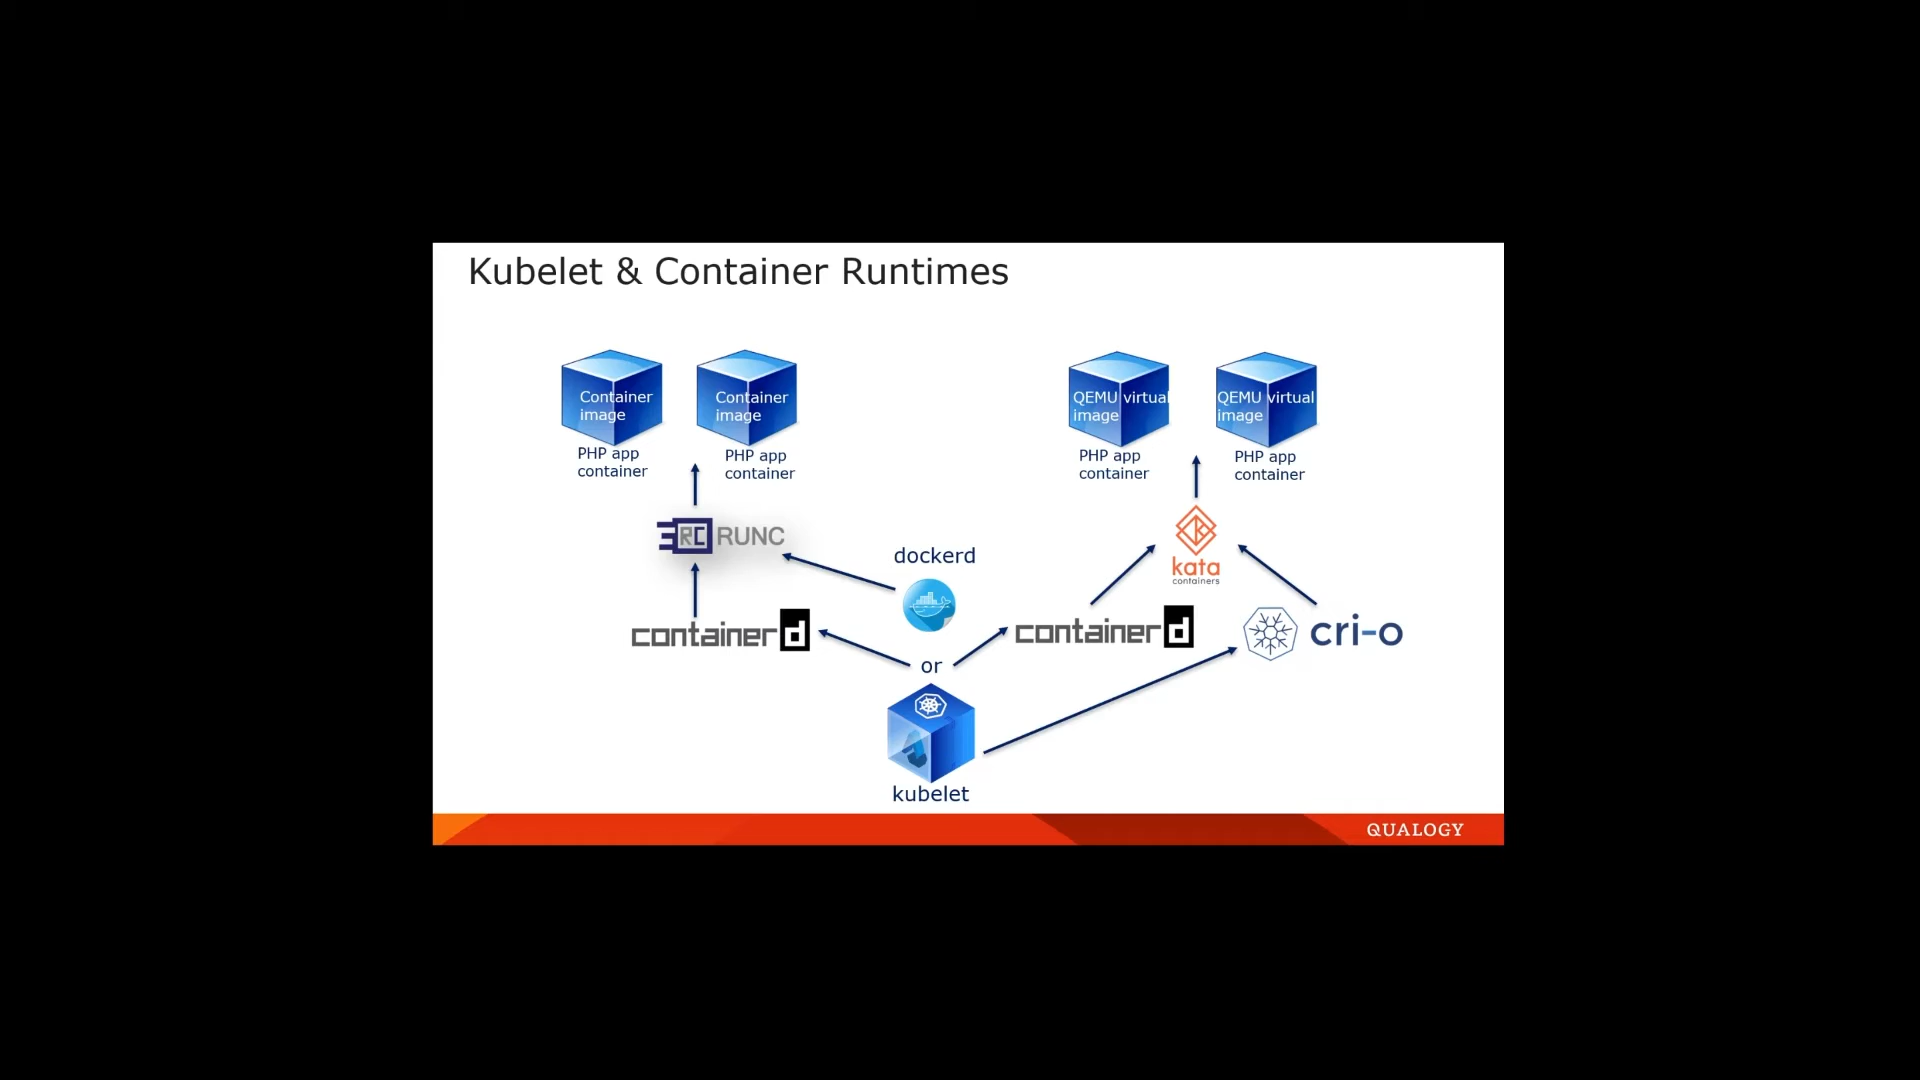 Kubelet & Container Runtimes
Container
image
Container
image
QEMU virtual
image
QEMU virtual
image
PHP app
container
PHP app
container
PHP app
container
PHP app
container
RC RUNC
dockerd
kata
containers
containerd
containerd
cri-o
or
kubelet
QUALOGY